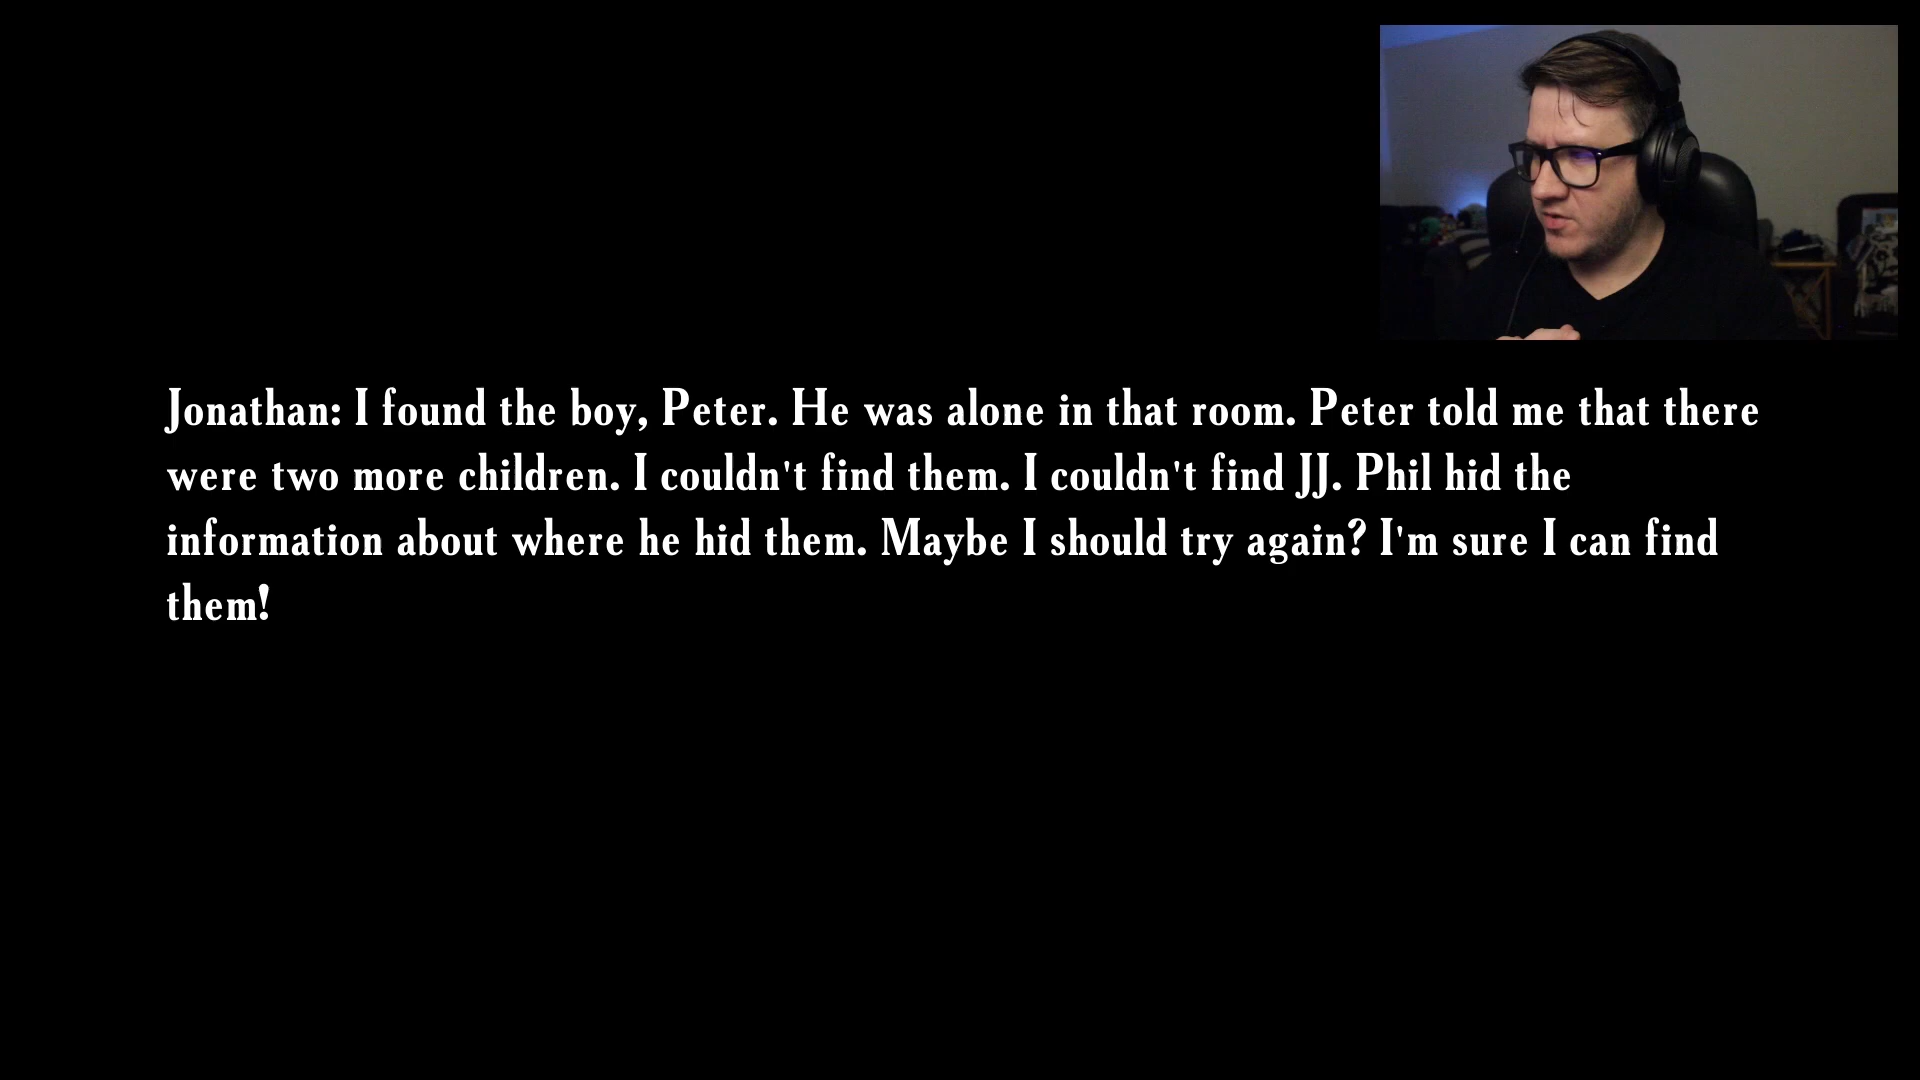 Jonathan: I found the boy, Peter. He was alone in that room. Peter told me that there
were two more children. I couldn't find them. I couldn't find JJ. Phil hid the
information about where he hid them. Maybe I should try again? I'm sure I can find
them!